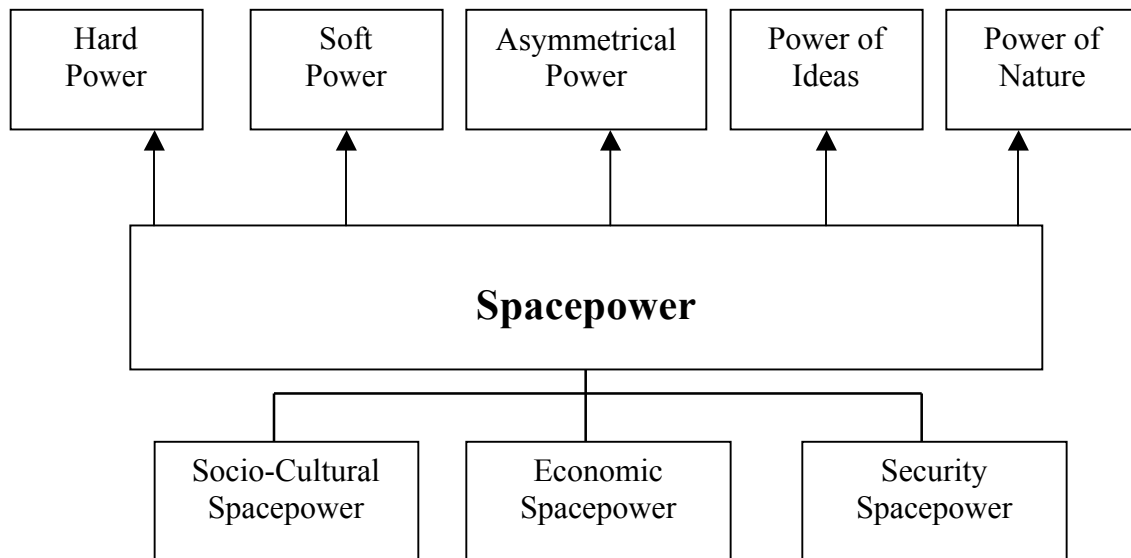 Hard
Power
Soft
Power
Asymmetrical
Power
Power of
Ideas
Power of
Nature
Spacepower
Socio-Cultural
Spacepower
Economic
Spacepower
Security
Spacepower